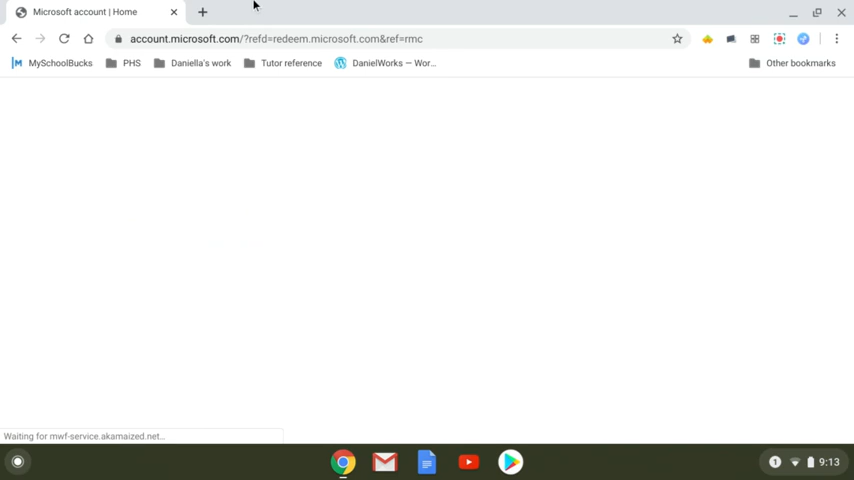 Microsoft account | Home
account.microsoft.com/?refd=redeem.microsoft.com&ref=rmc
MySchoolBucks PHS Daniella's work Tutor reference DanielWorks — Wor... Other bookmarks
Waiting for mwf-service.akamaized.net...
1 9:13